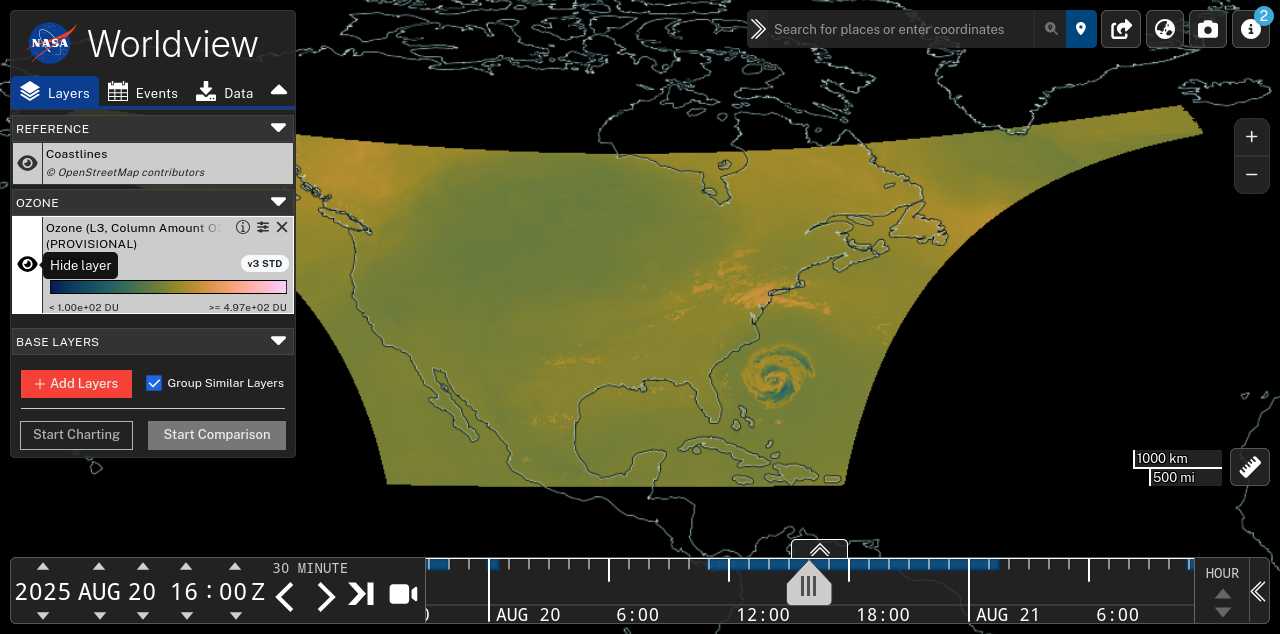 NASA
Worldview
Layers
Events
Data
REFERENCE
Coastlines
© OpenStreetMap contributors
OZONE
Ozone (L3, Column Amount
(PROVISIONAL)
Hide layer
v3 STD
< 1.00e+02 DU
>= 4.97e+02 DU
BASE LAYERS
+ Add Layers
Group Similar Layers
Start Charting
Start Comparison
Search for places or enter coordinates
2
+
−
1000 km
500 mi
2025 AUG 20 16 : 00 Z
30 MINUTE
AUG 20
6:00
12:00
18:00
AUG 21
6:00
HOUR